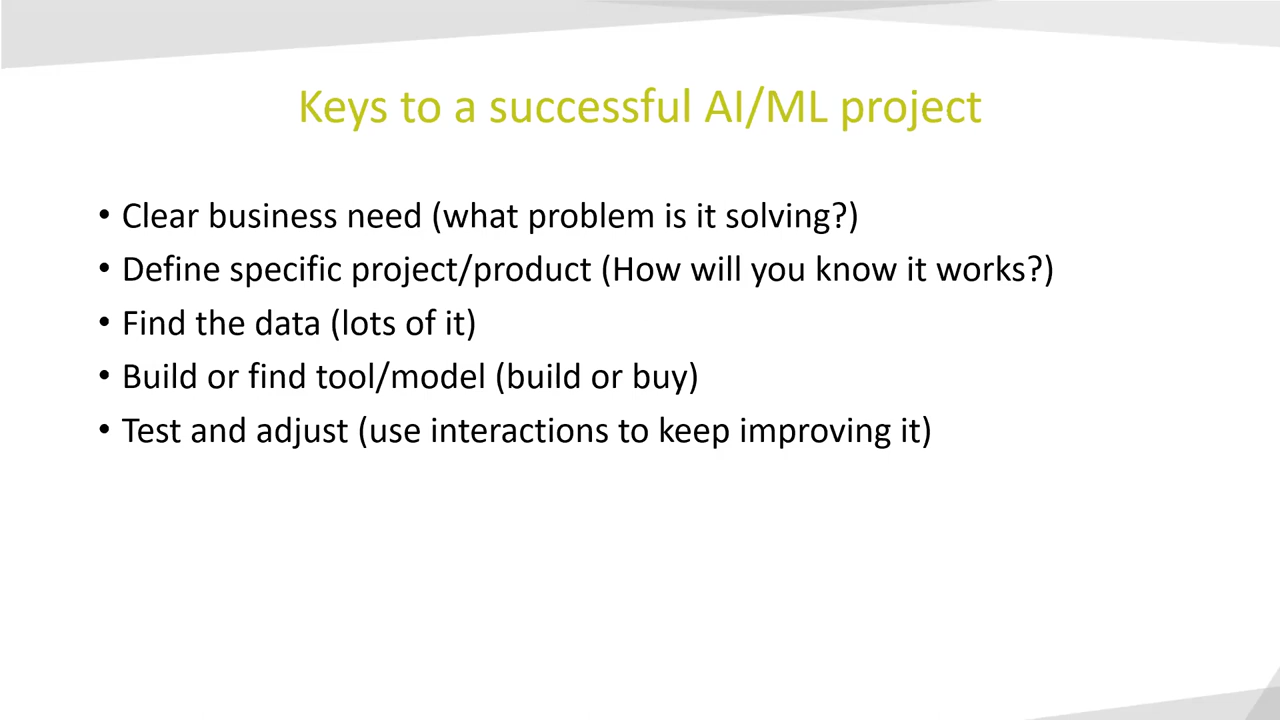 Keys to a successful AI/ML project
• Clear business need (what problem is it solving?)
• Define specific project/product (How will you know it works?)
• Find the data (lots of it)
• Build or find tool/model (build or buy)
• Test and adjust (use interactions to keep improving it)